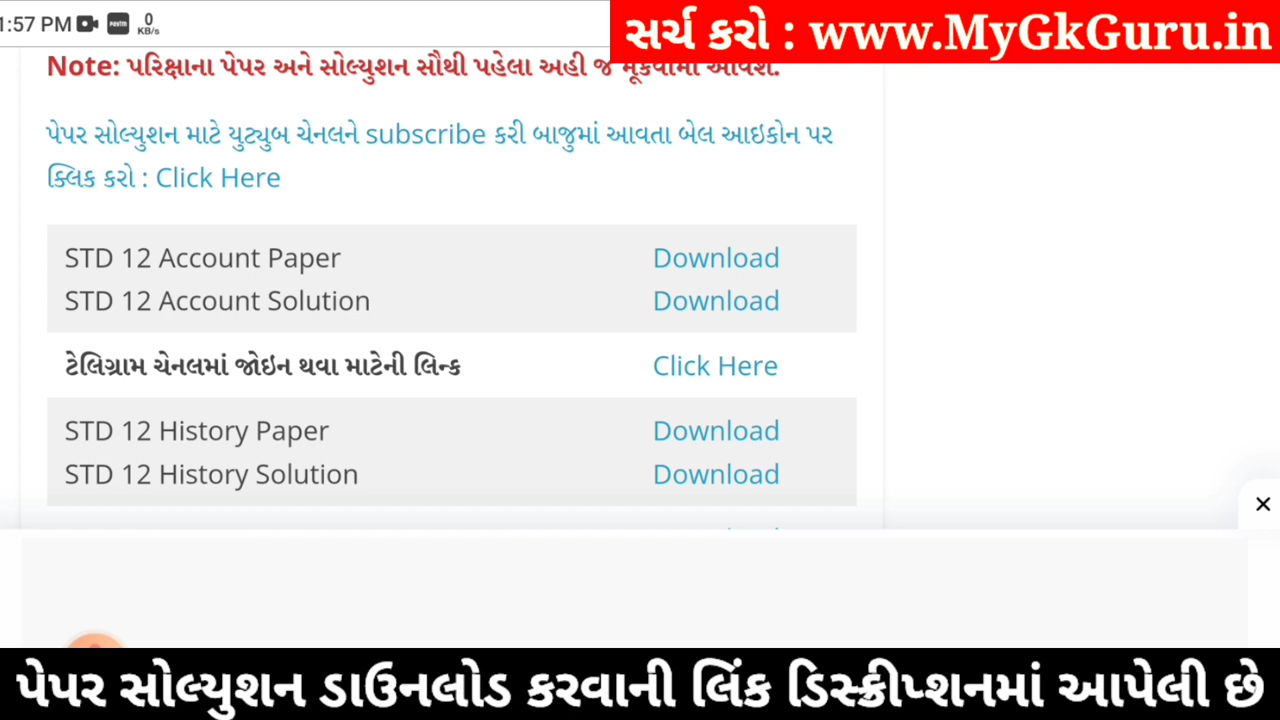 1:57 PM 0 KB/s
સર્ચ કરો : www.MyGkGuru.in
Note: પરિક્ષાના પેપર અને સોલ્યુશન સૌથી પહેલા અહી જ મૂકવામાં આવશે.
પેપર સોલ્યુશન માટે યુટ્યુબ ચેનલને subscribe કરી બાજુમાં આવતા બેલ આઇકોન પર
ક્લિક કરો : Click Here
STD 12 Account Paper Download
STD 12 Account Solution Download
ટેલિગ્રામ ચેનલમાં જોઇન થવા માટેની લિન્ક Click Here
STD 12 History Paper Download
STD 12 History Solution Download
પેપર સોલ્યુશન ડાઉનલોડ કરવાની લિંક ડિસ્ક્રીપ્શનમાં આપેલી છે